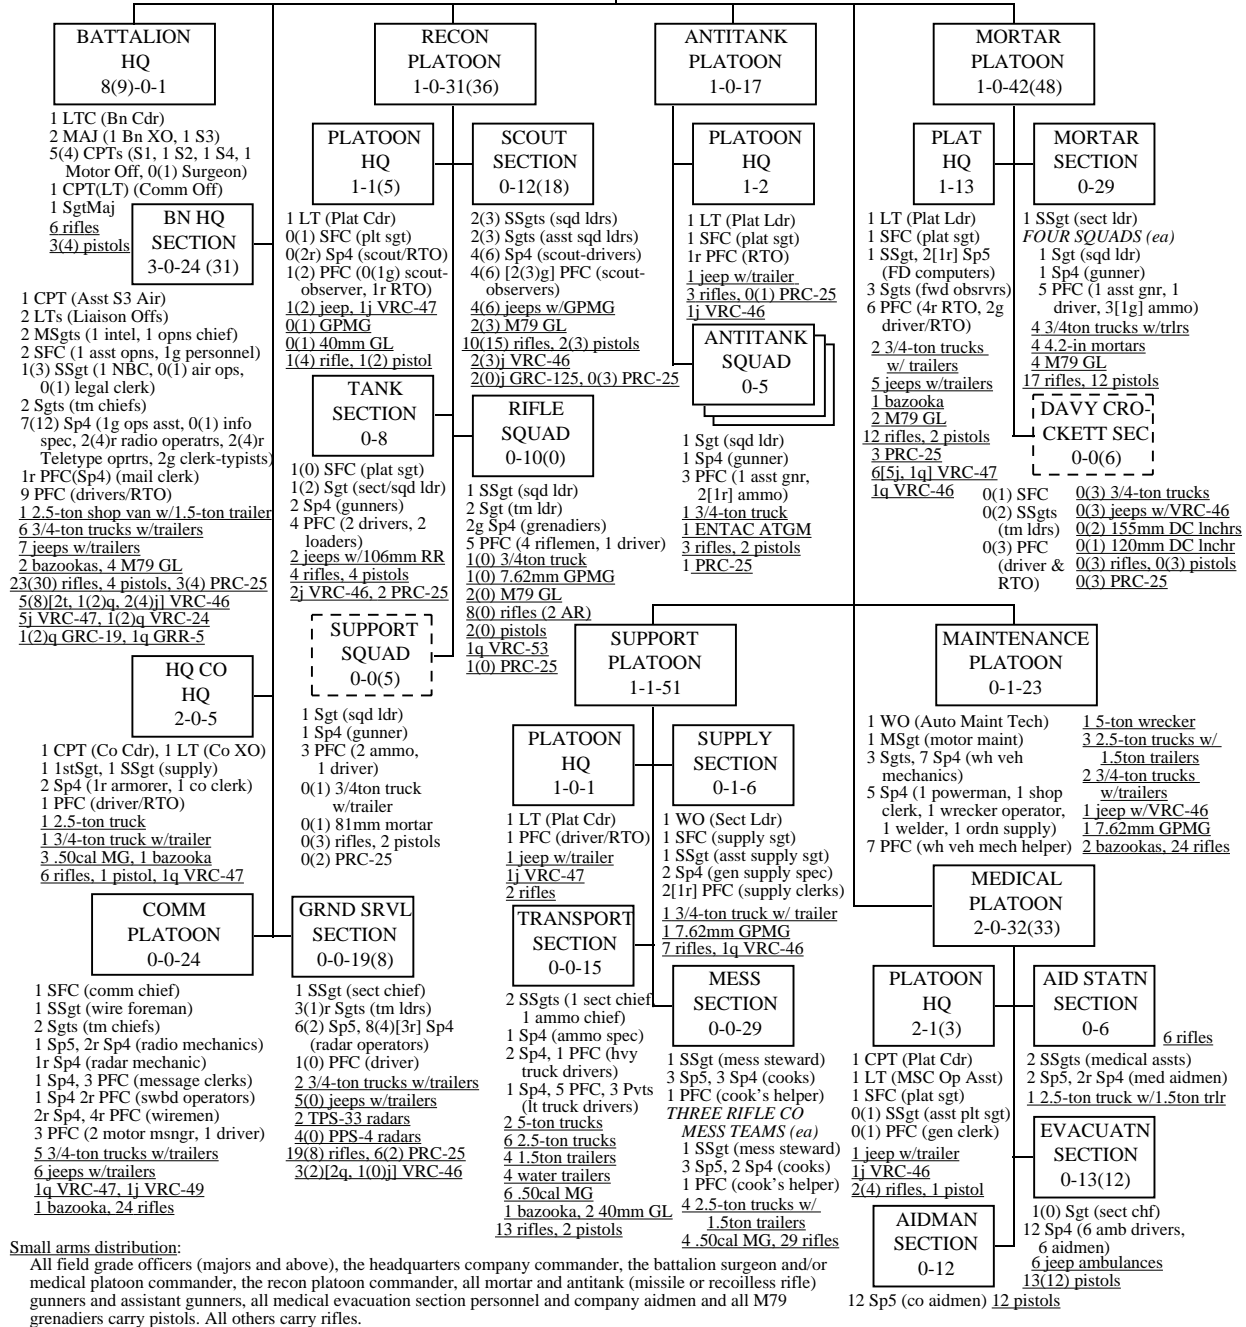 BATTALION
HQ
8(9)-0-1
1 LTC (Bn Cdr)
2 MAJ (1 Bn XO, 1 S3)
5(4) CPTs (S1, 1 S2, 1 S4, 1
Motor Off, 0(1) Surgeon)
1 CPT(LT) (Comm Off)
1 SgtMaj
6 rifles
3(4) pistols
BN HQ
SECTION
3-0-24 (31)
1 CPT (Asst S3 Air)
2 LTs (Liaison Offs)
2 MSgts (1 intel, 1 opns chief)
2 SFC (1 asst opns, 1g personnel)
1(3) SSgt (1 NBC, 0(1) air ops,
0(1) legal clerk)
2 Sgts (tm chiefs)
7(12) Sp4 (1g ops asst, 0(1) info
spec, 2(4)r radio operatrs, 2(4)r
Teletype oprtrs, 2g clerk-typists)
1r PFC(Sp4) (mail clerk)
9 PFC (drivers/RTO)
1 2.5-ton shop van w/1.5-ton trailer
6 3/4-ton trucks w/trailers
7 jeeps w/trailers
2 bazookas, 4 M79 GL
23(30) rifles, 4 pistols, 3(4) PRC-25
5(8)[2t, 1(2)q, 2(4)j] VRC-46
5j VRC-47, 1(2)q VRC-24
1(2)q GRC-19, 1q GRR-5
HQ CO
HQ
2-0-5
1 CPT (Co Cdr), 1 LT (Co XO)
1 1stSgt, 1 SSgt (supply)
2 Sp4 (1r armorer, 1 co clerk)
1 PFC (driver/RTO)
1 2.5-ton truck
1 3/4-ton truck w/trailer
3 .50cal MG, 1 bazooka
6 rifles, 1 pistol, 1q VRC-47
COMM
PLATOON
0-0-24
1 SFC (comm chief)
1 SSgt (wire foreman)
2 Sgts (tm chiefs)
1 Sp5, 2r Sp4 (radio mechanics)
1r Sp4 (radar mechanic)
1 Sp4, 3 PFC (message clerks)
1 Sp4 2r PFC (swbd operators)
2r Sp4, 4r PFC (wiremen)
3 PFC (2 motor msngr, 1 driver)
5 3/4-ton trucks w/trailers
6 jeeps w/trailers
1q VRC-47, 1j VRC-49
1 bazooka, 24 rifles
GRND SRVL
SECTION
0-0-19(8)
1 SSgt (sect chief)
3(1)r Sgts (tm ldrs)
6(2) Sp5, 8(4)[3r] Sp4
(radar operators)
1(0) PFC (driver)
2 3/4-ton trucks w/trailers
5(0) jeeps w/trailers
2 TPS-33 radars
4(0) PPS-4 radars
19(8) rifles, 6(2) PRC-25
3(2)[2q, 1(0)j] VRC-46
RECON
PLATOON
1-0-31(36)
PLATOON
HQ
1-1(5)
1 LT (Plat Cdr)
0(1) SFC (plt sgt)
0(2r) Sp4 (scout/RTO)
1(2) PFC (0(1g) scout-
observer, 1r RTO)
1(2) jeep, 1j VRC-47
0(1) GPMG
0(1) 40mm GL
1(4) rifle, 1(2) pistol
SCOUT
SECTION
0-12(18)
2(3) SSgts (sqd ldrs)
2(3) Sgts (asst sqd ldrs)
4(6) Sp4 (scout-drivers)
4(6) [2(3)g] PFC (scout-
observers)
4(6) jeeps w/GPMG
2(3) M79 GL
10(15) rifles, 2(3) pistols
2(3)j VRC-46
2(0)j GRC-125, 0(3) PRC-25
TANK
SECTION
0-8
1(0) SFC (plat sgt)
1(2) Sgt (sect/sqd ldr)
2 Sp4 (gunners)
4 PFC (2 drivers, 2
loaders)
2 jeeps w/106mm RR
4 rifles, 4 pistols
2j VRC-46, 2 PRC-25
RIFLE
SQUAD
0-10(0)
1 SSgt (sqd ldr)
2 Sgt (tm ldr)
2g Sp4 (grenadiers)
5 PFC (4 riflemen, 1 driver)
1(0) 3/4ton truck
1(0) 7.62mm GPMG
2(0) M79 GL
8(0) rifles (2 AR)
2(0) pistols
1q VRC-53
1(0) PRC-25
SUPPORT
SQUAD
0-0(5)
1 Sgt (sqd ldr)
1 Sp4 (gunner)
3 PFC (2 ammo,
1 driver)
0(1) 3/4ton truck
w/trailer
0(1) 81mm mortar
0(3) rifles, 2 pistols
0(2) PRC-25
ANTITANK
PLATOON
1-0-17
PLATOON
HQ
1-2
1 LT (Plat Ldr)
1 SFC (plat sgt)
1r PFC (RTO)
1 jeep w/trailer
3 rifles, 0(1) PRC-25
1j VRC-46
ANTITANK
SQUAD
0-5
1 Sgt (sqd ldr)
1 Sp4 (gunner)
3 PFC (1 asst gnr,
2[1r] ammo)
1 3/4-ton truck
1 ENTAC ATGM
3 rifles, 2 pistols
1 PRC-25
MORTAR
PLATOON
1-0-42(48)
PLAT
HQ
1-13
1 LT (Plat Ldr)
1 SFC (plat sgt)
1 SSgt, 2[1r] Sp5
(FD computers)
3 Sgts (fwd obsrvrs)
6 PFC (4r RTO, 2g
driver/RTO)
2 3/4-ton trucks
w/ trailers
5 jeeps w/trailers
1 bazooka
2 M79 GL
12 rifles, 2 pistols
3 PRC-25
6[5j, 1q] VRC-47
1q VRC-46
MORTAR
SECTION
0-29
1 SSgt (sect ldr)
FOUR SQUADS (ea)
1 Sgt (sqd ldr)
1 Sp4 (gunner)
5 PFC (1 asst gnr, 1
driver, 3[1g] ammo)
4 3/4ton trucks w/trlrs
4 4.2-in mortars
4 M79 GL
17 rifles, 12 pistols
DAVY CRO-
CKETT SEC
0-0(6)
0(1) SFC
0(2) SSgts
(tm ldrs)
0(3) PFC
(driver &
RTO)
0(3) 3/4-ton trucks
0(3) jeeps w/VRC-46
0(2) 155mm DC lnchrs
0(1) 120mm DC lnchr
0(3) rifles, 0(3) pistols
0(3) PRC-25
SUPPORT
PLATOON
1-1-51
PLATOON
HQ
1-0-1
1 LT (Plat Cdr)
1 PFC (driver/RTO)
1 jeep w/trailer
1j VRC-47
2 rifles
SUPPLY
SECTION
0-1-6
1 WO (Sect Ldr)
1 SFC (supply sgt)
1 SSgt (asst supply sgt)
2 Sp4 (gen supply spec)
2[1r] PFC (supply clerks)
1 3/4-ton truck w/ trailer
1 7.62mm GPMG
7 rifles, 1q VRC-46
TRANSPORT
SECTION
0-0-15
2 SSgts (1 sect chief
1 ammo chief)
1 Sp4 (ammo spec)
2 Sp4, 1 PFC (hvy
truck drivers)
1 Sp4, 5 PFC, 3 Pvts
(lt truck drivers)
2 5-ton trucks
6 2.5-ton trucks
4 1.5ton trailers
4 water trailers
6 .50cal MG
1 bazooka, 2 40mm GL
13 rifles, 2 pistols
MESS
SECTION
0-0-29
1 SSgt (mess steward)
3 Sp5, 3 Sp4 (cooks)
1 PFC (cook's helper)
THREE RIFLE CO
MESS TEAMS (ea)
1 SSgt (mess steward)
3 Sp5, 2 Sp4 (cooks)
1 PFC (cook's helper)
4 2.5-ton trucks w/
1.5ton trailers
4 .50cal MG, 29 rifles
MAINTENANCE
PLATOON
0-1-23
1 WO (Auto Maint Tech)
1 MSgt (motor maint)
3 Sgts, 7 Sp4 (wh veh
mechanics)
5 Sp4 (1 powerman, 1 shop
clerk, 1 wrecker operator,
1 welder, 1 ordn supply)
7 PFC (wh veh mech helper)
1 5-ton wrecker
3 2.5-ton trucks w/
1.5ton trailers
2 3/4-ton trucks
w/trailers
1 jeep w/VRC-46
1 7.62mm GPMG
2 bazookas, 24 rifles
MEDICAL
PLATOON
2-0-32(33)
PLATOON
HQ
2-1(3)
1 CPT (Plat Cdr)
1 LT (MSC Op Asst)
1 SFC (plat sgt)
0(1) SSgt (asst plt sgt)
0(1) PFC (gen clerk)
1 jeep w/trailer
1j VRC-46
2(4) rifles, 1 pistol
AID STATN
SECTION
0-6
6 rifles
2 SSgts (medical assts)
2 Sp5, 2r Sp4 (med aidmen)
1 2.5-ton truck w/1.5ton trlr
EVACUATN
SECTION
0-13(12)
1(0) Sgt (sect chf)
12 Sp4 (6 amb drivers,
6 aidmen)
6 jeep ambulances
13(12) pistols
AIDMAN
SECTION
0-12
12 Sp5 (co aidmen) 12 pistols
Small arms distribution:
All field grade officers (majors and above), the headquarters company commander, the battalion surgeon and/or
medical platoon commander, the recon platoon commander, all mortar and antitank (missile or recoilless rifle)
gunners and assistant gunners, all medical evacuation section personnel and company aidmen and all M79
grenadiers carry pistols. All others carry rifles.